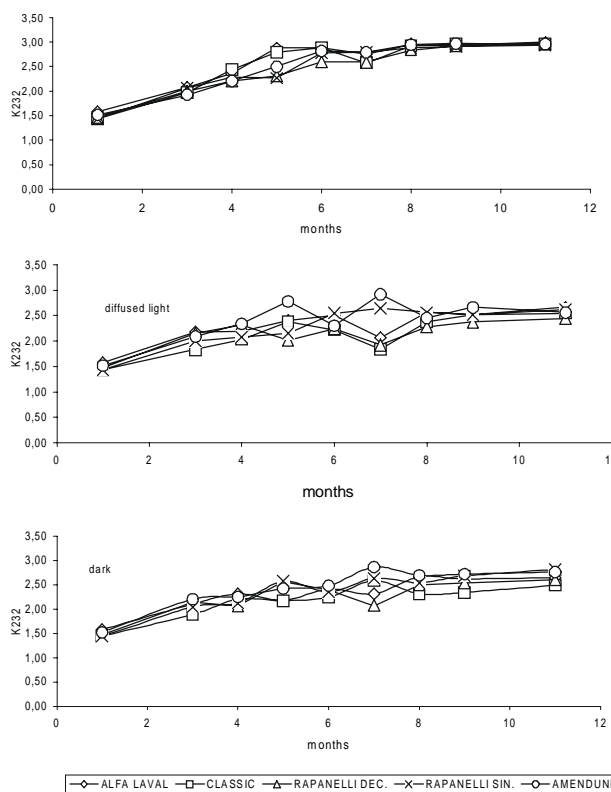 3,50
3,00
2,50
2,00
1,50
1,00
0,50
0,00
K232
0 2 4 6 8 10 12
months
diffused light
3,50
3,00
2,50
2,00
1,50
1,00
0,50
0,00
K232
0 2 4 6 8 10
months
dark
3,50
3,00
2,50
2,00
1,50
1,00
0,50
0,00
K232
0 2 4 6 8 10 12
months
ALFA LAVAL CLASSIC RAPANELLI DEC. RAPANELLI SIN. AMENDUNI